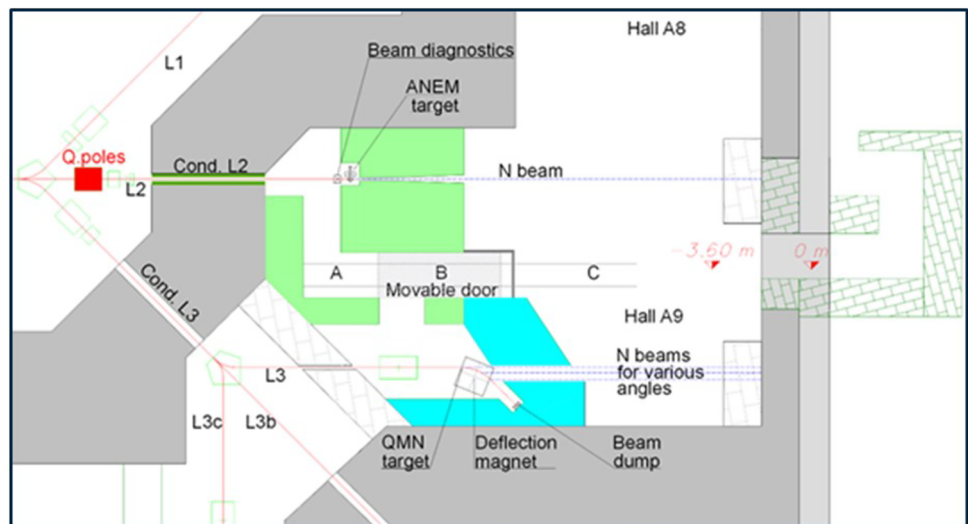 Hall A8
L1
Beam diagnostics
ANEM
target
Q.poles
Cond. L2
N beam
L2
-3.60 m
0 m
A
B
C
Movable door
Cond. L3
Hall A9
N beams
for various
angles
L3
L3c
L3b
QMN
target
Deflection
magnet
Beam
dump